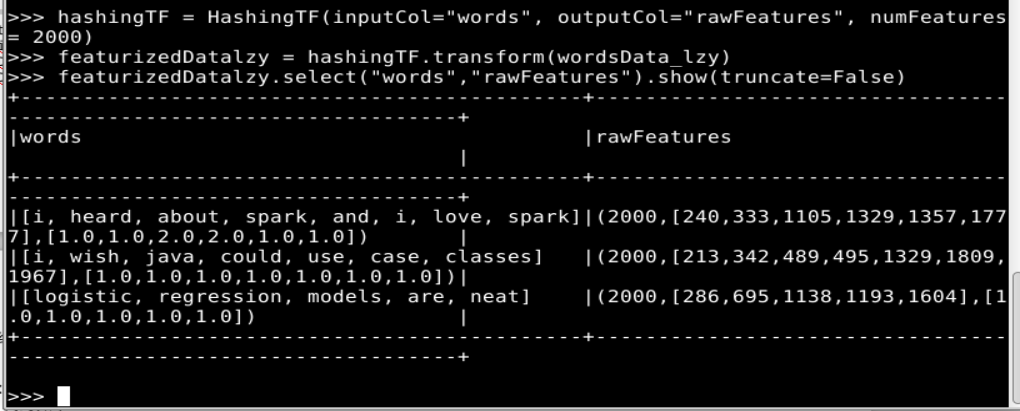 >>> hashingTF = HashingTF(inputCol="words", outputCol="rawFeatures", numFeatures
= 2000)
>>> featurizedDatalzy = hashingTF.transform(wordsData_lzy)
>>> featurizedDatalzy.select("words","rawFeatures").show(truncate=False)
+---------------------------------------------+--------------------------------
-----------------------------------+
|words                                        |rawFeatures
                                   |
+---------------------------------------------+--------------------------------
-----------------------------------+
|[i, heard, about, spark, and, i, love, spark]|(2000,[240,333,1105,1329,1357,177
7],[1.0,1.0,2.0,2.0,1.0,1.0])      |
|[i, wish, java, could, use, case, classes]   |(2000,[213,342,489,495,1329,1809,
1967],[1.0,1.0,1.0,1.0,1.0,1.0,1.0])|
|[logistic, regression, models, are, neat]    |(2000,[286,695,1138,1193,1604],[1
.0,1.0,1.0,1.0,1.0])               |
+---------------------------------------------+--------------------------------
-----------------------------------+
>>>